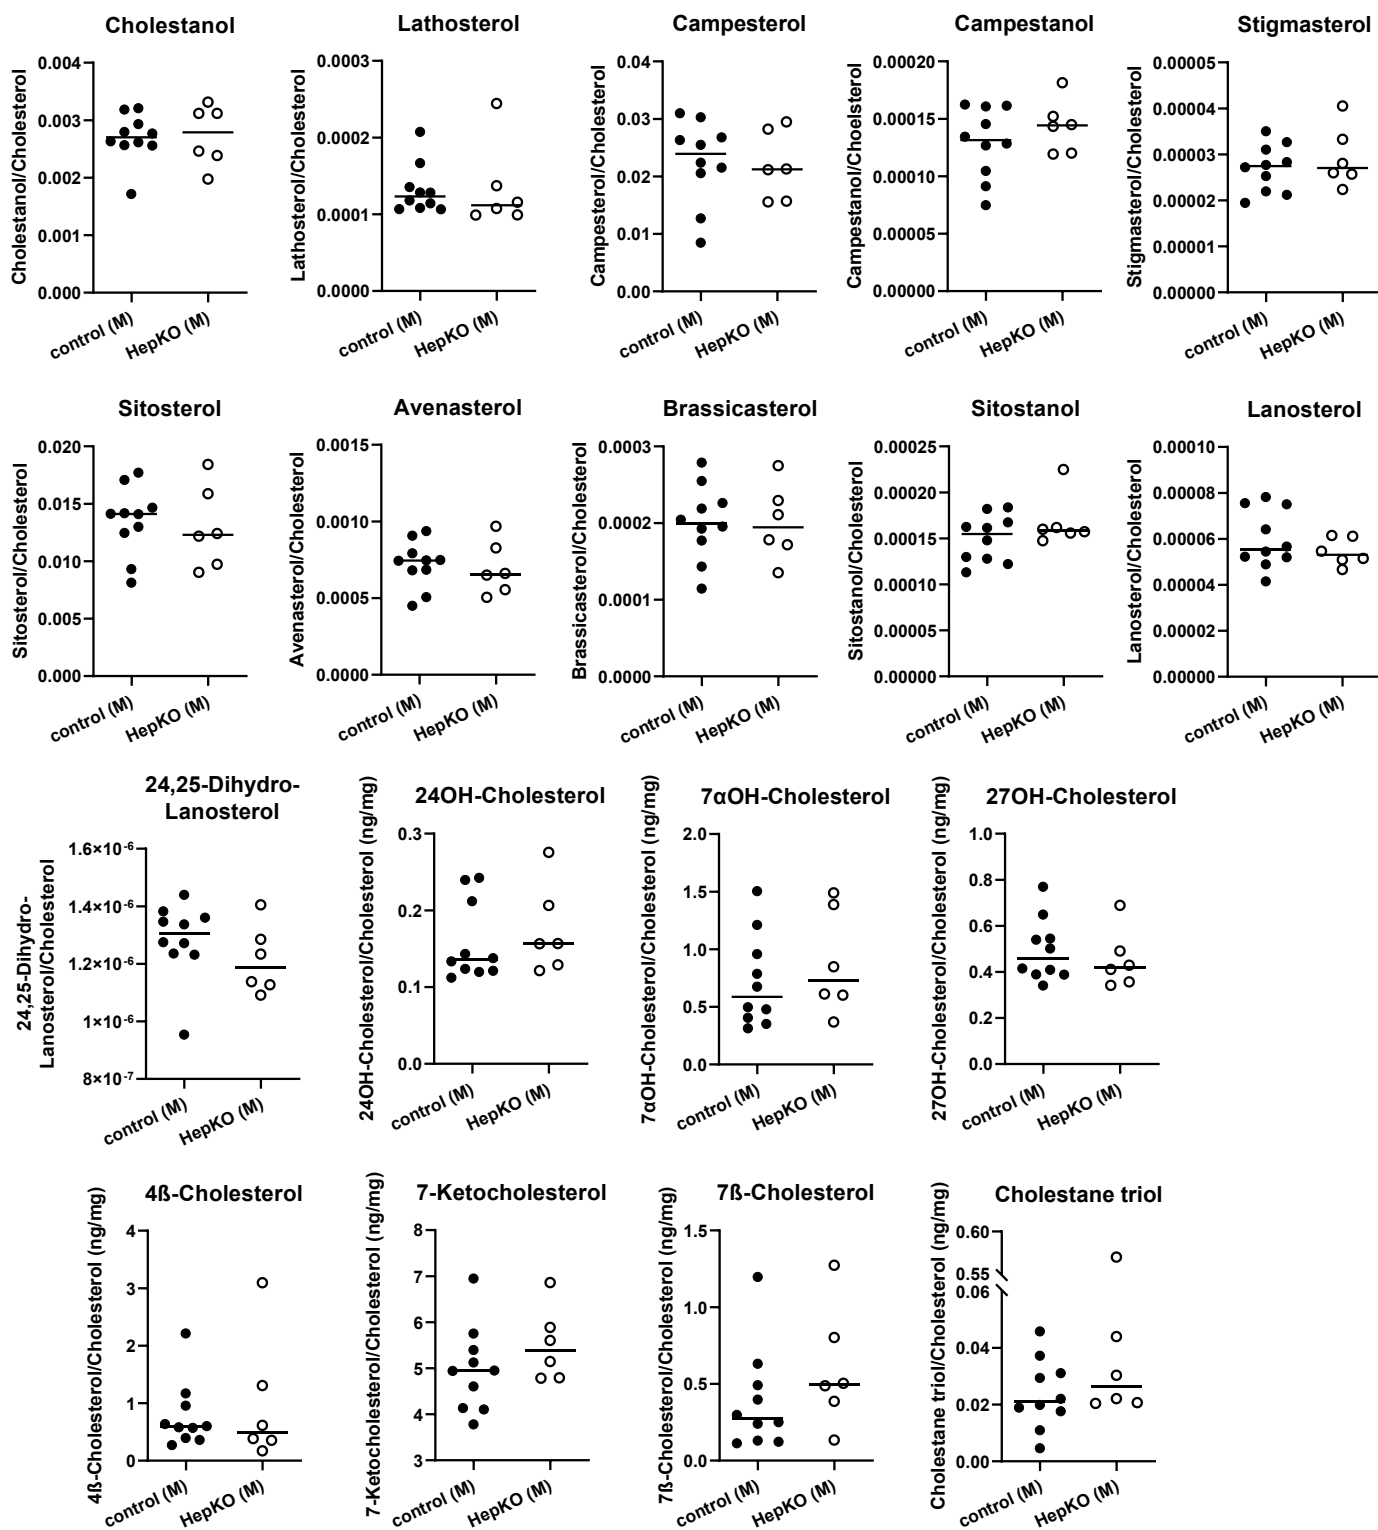 Cholestanol
Cholestanol/Cholesterol
0.004
0.003
0.002
0.001
0.000
control (M)
HepKO (M)
Lathosterol
Lathosterol/Cholesterol
0.0003
0.0002
0.0001
0.0000
control (M)
HepKO (M)
Campesterol
Campesterol/Cholesterol
0.04
0.03
0.02
0.01
0.00
control (M)
HepKO (M)
Campestanol
Campestanol/Choelsterol
0.00020
0.00015
0.00010
0.00005
0.00000
control (M)
HepKO (M)
Stigmasterol
Stigmasterol/Cholesterol
0.00005
0.00004
0.00003
0.00002
0.00001
0.00000
control (M)
HepKO (M)
Sitosterol
Sitosterol/Cholesterol
0.020
0.015
0.010
0.005
0.000
control (M)
HepKO (M)
Avenasterol
Avenasterol/Cholesterol
0.0015
0.0010
0.0005
0.0000
control (M)
HepKO (M)
Brassicasterol
Brassicasterol/Cholesterol
0.0003
0.0002
0.0001
0.0000
control (M)
HepKO (M)
Sitostanol
Sitostanol/Cholesterol
0.00025
0.00020
0.00015
0.00010
0.00005
0.00000
control (M)
HepKO (M)
Lanosterol
Lanosterol/Cholesterol
0.00010
0.00008
0.00006
0.00004
0.00002
0.00000
control (M)
HepKO (M)
24,25-Dihydro-
Lanosterol
24,25-Dihydro-
Lanosterol/Cholesterol
1.6×10⁻⁶
1.4×10⁻⁶
1.2×10⁻⁶
1×10⁻⁶
8×10⁻⁷
control (M)
HepKO (M)
24OH-Cholesterol
24OH-Cholesterol/Cholesterol (ng/mg)
0.3
0.2
0.1
0.0
control (M)
HepKO (M)
7αOH-Cholesterol
7αOH-Cholesterol/Cholesterol (ng/mg)
2.0
1.5
1.0
0.5
0.0
control (M)
HepKO (M)
27OH-Cholesterol
27OH-Cholesterol/Cholesterol (ng/mg)
1.0
0.8
0.6
0.4
0.2
0.0
control (M)
HepKO (M)
4ß-Cholesterol
4ß-Cholesterol/Cholesterol (ng/mg)
4
3
2
1
0
control (M)
HepKO (M)
7-Ketocholesterol
7-Ketocholesterol/Cholesterol (ng/mg)
8
7
6
5
4
3
control (M)
HepKO (M)
7ß-Cholesterol
7ß-Cholesterol/Cholesterol (ng/mg)
1.5
1.0
0.5
0.0
control (M)
HepKO (M)
Cholestane triol
Cholestane triol/Cholesterol (ng/mg)
0.60
0.55
0.06
0.04
0.02
0.00
control (M)
HepKO (M)